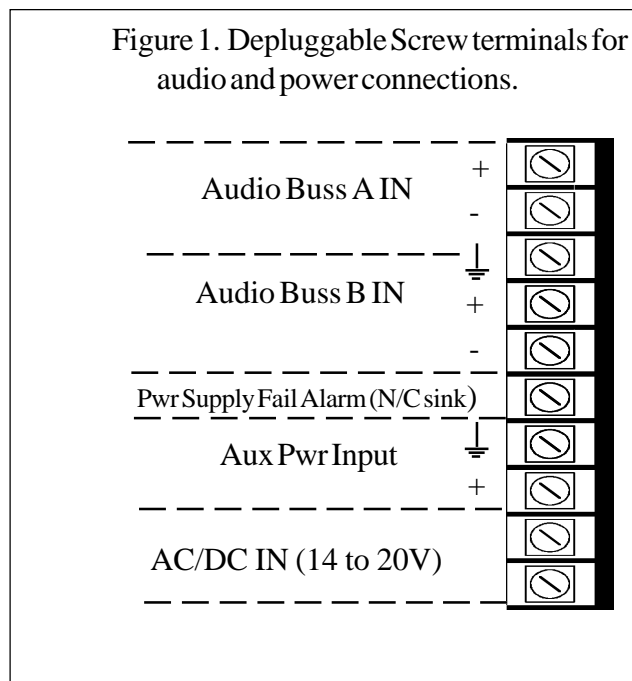 Figure 1. Depluggable Screw terminals for
audio and power connections.
+
Audio Buss A IN
-
Audio Buss B IN
+
-
Pwr Supply Fail Alarm (N/C sink)
Aux Pwr Input
+
AC/DC IN (14 to 20V)